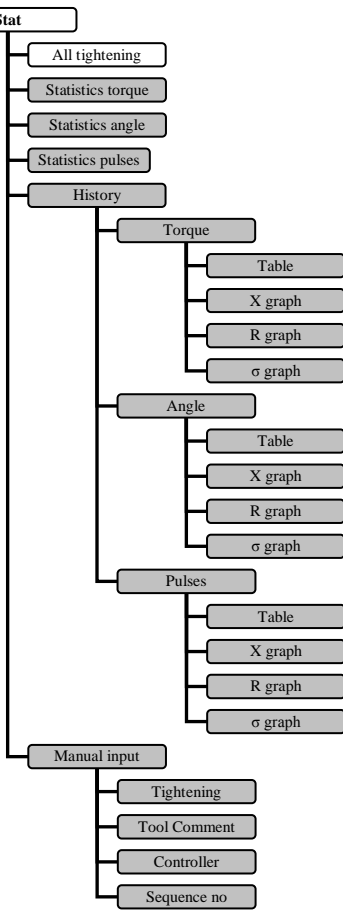 Stat
All tightening
Statistics torque
Statistics angle
Statistics pulses
History
Torque
Table
X graph
R graph
σ graph
Angle
Table
X graph
R graph
σ graph
Pulses
Table
X graph
R graph
σ graph
Manual input
Tightening
Tool Comment
Controller
Sequence no